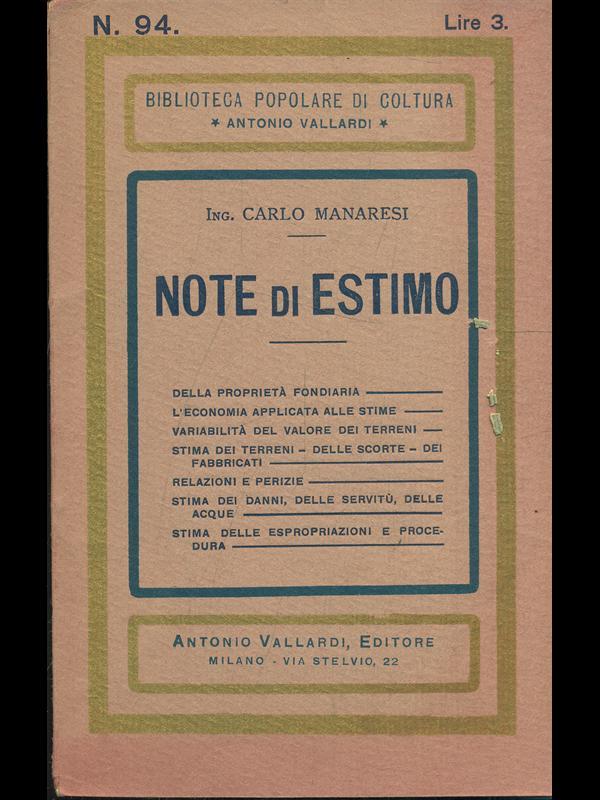 N. 94.
Lire 3.
BIBLIOTECA POPOLARE DI COLTURA
★ ANTONIO VALLARDI ★
ING. CARLO MANARESI
NOTE DI ESTIMO
DELLA PROPRIETÀ FONDIARIA
L'ECONOMIA APPLICATA ALLE STIME
VARIABILITÀ DEL VALORE DEI TERRENI
STIMA DEI TERRENI - DELLE SCORTE - DEI
FABBRICATI
RELAZIONI E PERIZIE
STIMA DEI DANNI, DELLE SERVITÙ, DELLE
ACQUE
STIMA DELLE ESPROPRIAZIONI E PROCE-
DURA
ANTONIO VALLARDI, EDITORE
MILANO - VIA STELVIO, 22